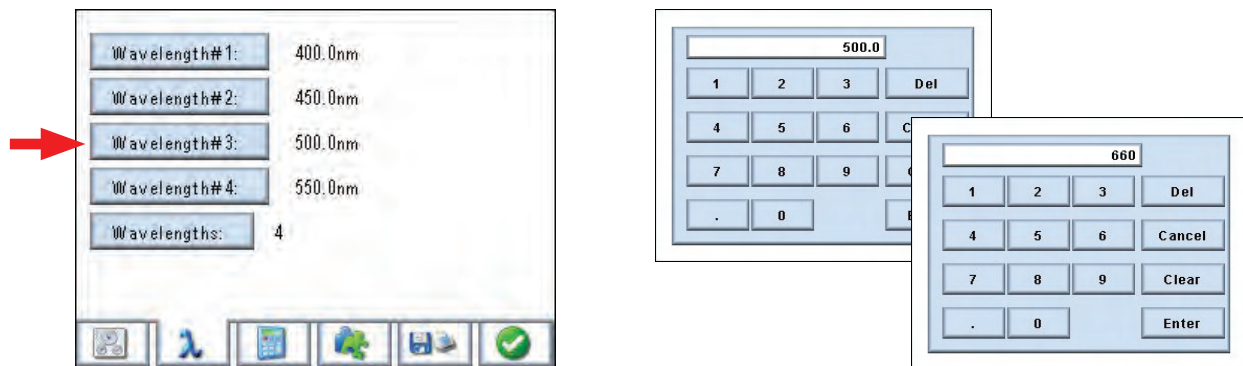 Wavelength#1: 400.0nm
Wavelength#2: 450.0nm
Wavelength#3: 500.0nm
Wavelength#4: 550.0nm
Wavelengths: 4
λ
500.0
1 2 3 Del
4 5 6
7 8 9
. 0
660
1 2 3 Del
4 5 6 Cancel
7 8 9 Clear
. 0 Enter